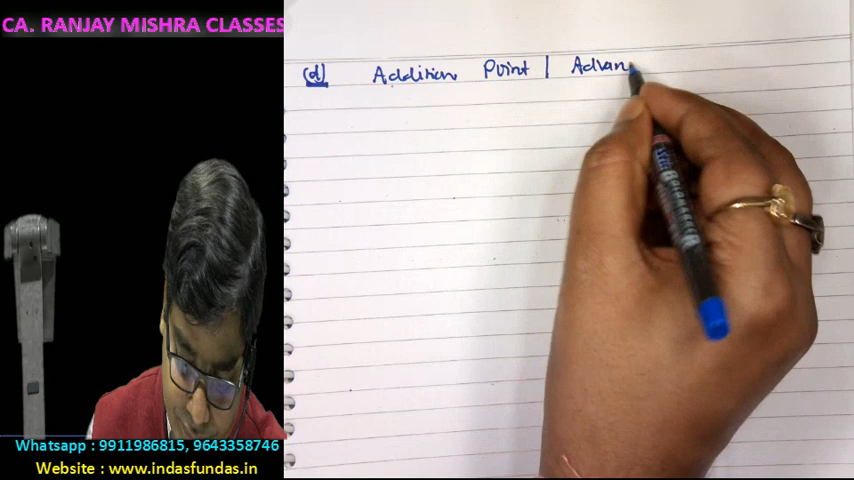 CA. RANJAY MISHRA CLASSES
(d) Addition Point | Advan
Whatsapp : 9911986815, 9643358746
Website : www.indasfundas.in